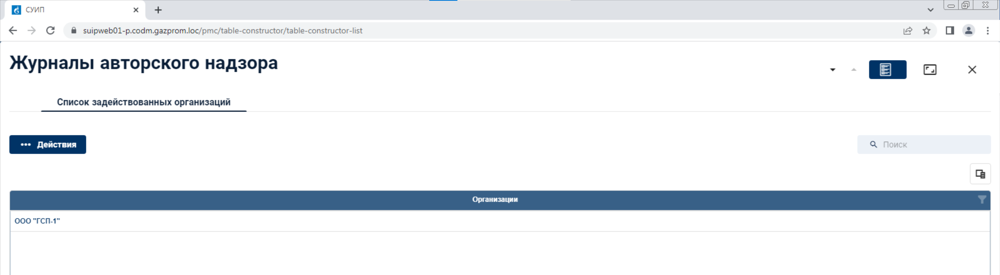 СУИП
suipweb01-p.codm.gazprom.loc/pmc/table-constructor/table-constructor-list
Журналы авторского надзора
Список задействованных организаций
Действия
Поиск
Организации
ООО "ГСП-1"